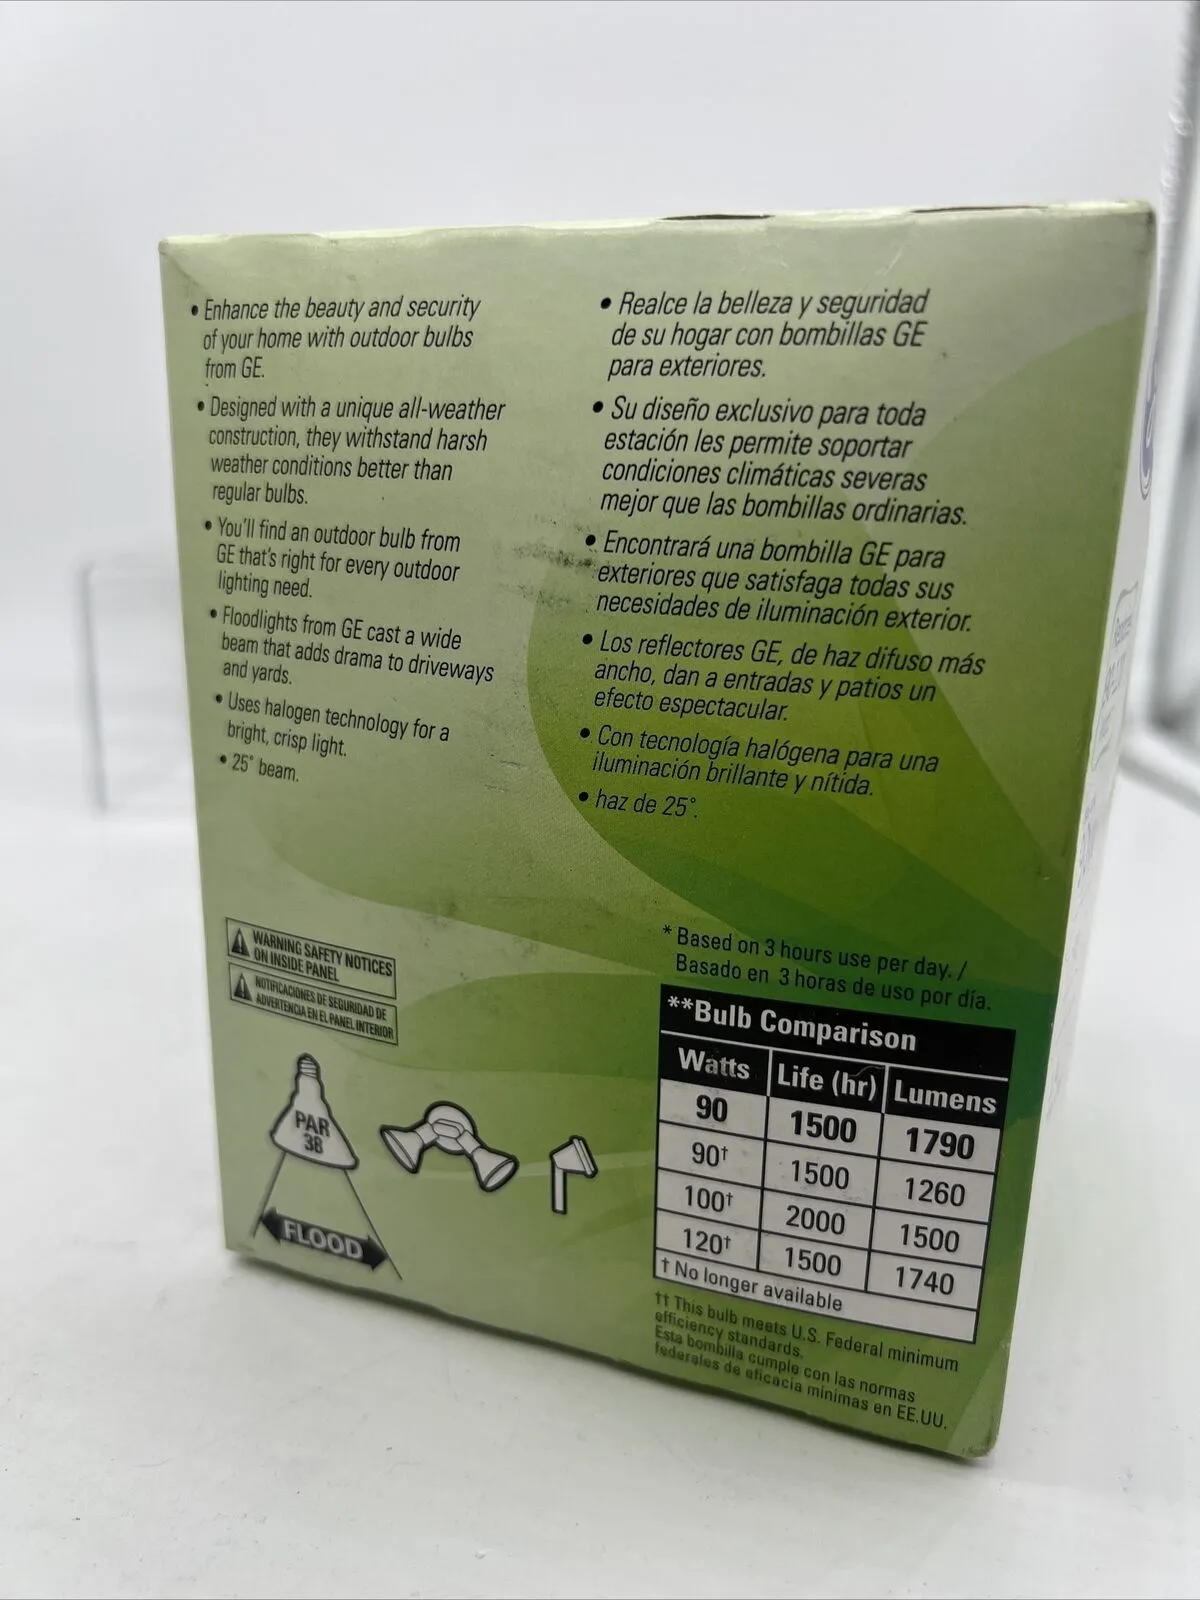 • Enhance the beauty and security
of your home with outdoor bulbs
from GE.
• Designed with a unique all-weather
construction, they withstand harsh
weather conditions better than
regular bulbs.
• You'll find an outdoor bulb from
GE that's right for every outdoor
lighting need.
• Floodlights from GE cast a wide
beam that adds drama to driveways
and yards.
• Uses halogen technology for a
bright, crisp light.
• 25° beam.
• Realce la belleza y seguridad
de su hogar con bombillas GE
para exteriores.
• Su diseño exclusivo para toda
estación les permite soportar
condiciones climáticas severas
mejor que las bombillas ordinarias.
• Encontrará una bombilla GE para
exteriores que satisfaga todas sus
necesidades de iluminación exterior.
• Los reflectores GE, de haz difuso más
ancho, dan a entradas y patios un
efecto espectacular.
• Con tecnología halógena para una
iluminación brillante y nítida.
• haz de 25°.
WARNING SAFETY NOTICES
ON INSIDE PANEL
NOTIFICACIONES DE SEGURIDAD DE
ADVERTENCIA EN EL PANEL INTERIOR
PAR
38
FLOOD
* Based on 3 hours use per day. /
Basado en 3 horas de uso por día.
**Bulb Comparison
Watts Life (hr) Lumens
90 1500 1790
90† 1500 1260
100† 2000 1500
120† 1500 1740
† No longer available
†† This bulb meets U.S. Federal minimum
efficiency standards.
Esta bombilla cumple con las normas
federales de eficacia mínimas en EE.UU.